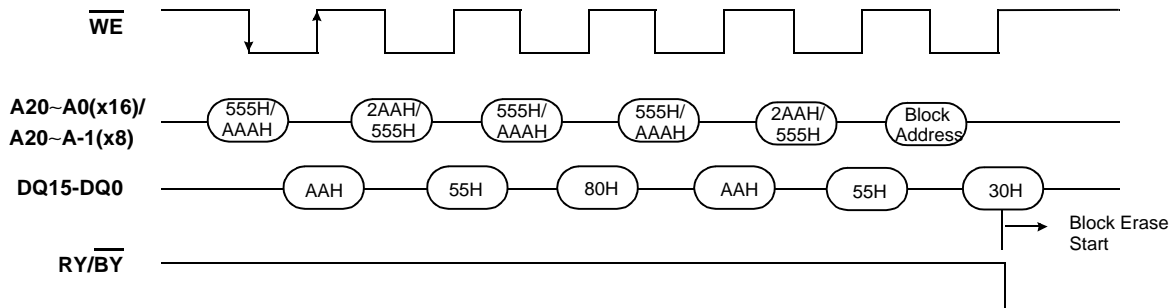 WE
A20~A0(x16)/
A20~A-1(x8)
555H/
AAAH
2AAH/
555H
555H/
AAAH
555H/
AAAH
2AAH/
555H
Block
Address
DQ15-DQ0
AAH
55H
80H
AAH
55H
30H
Block Erase
Start
RY/BY